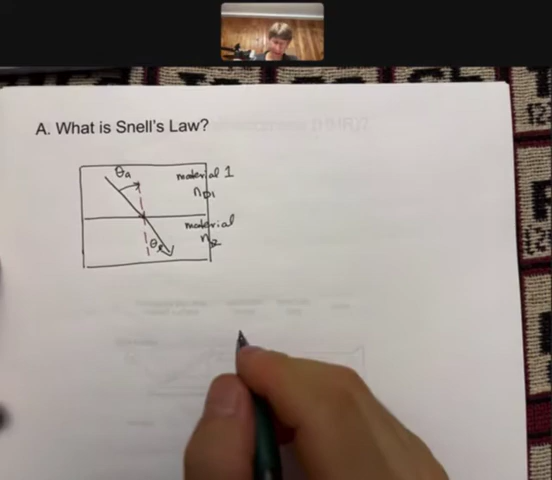 A. What is Snell's Law?
θa
material 1
n₁
material
n₂
θ